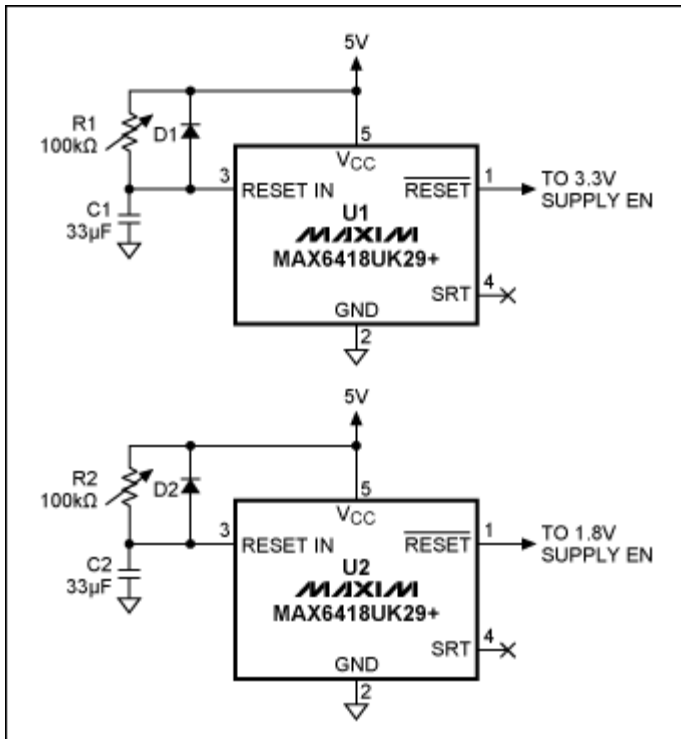 5V
R1
100kΩ
D1
C1
33µF
3
5
VCC
RESET IN
RESET
1
TO 3.3V
SUPPLY EN
U1
MAXIM
MAX6418UK29+
SRT
4
GND
2
5V
R2
100kΩ
D2
C2
33µF
3
5
VCC
RESET IN
RESET
1
TO 1.8V
SUPPLY EN
U2
MAXIM
MAX6418UK29+
SRT
4
GND
2